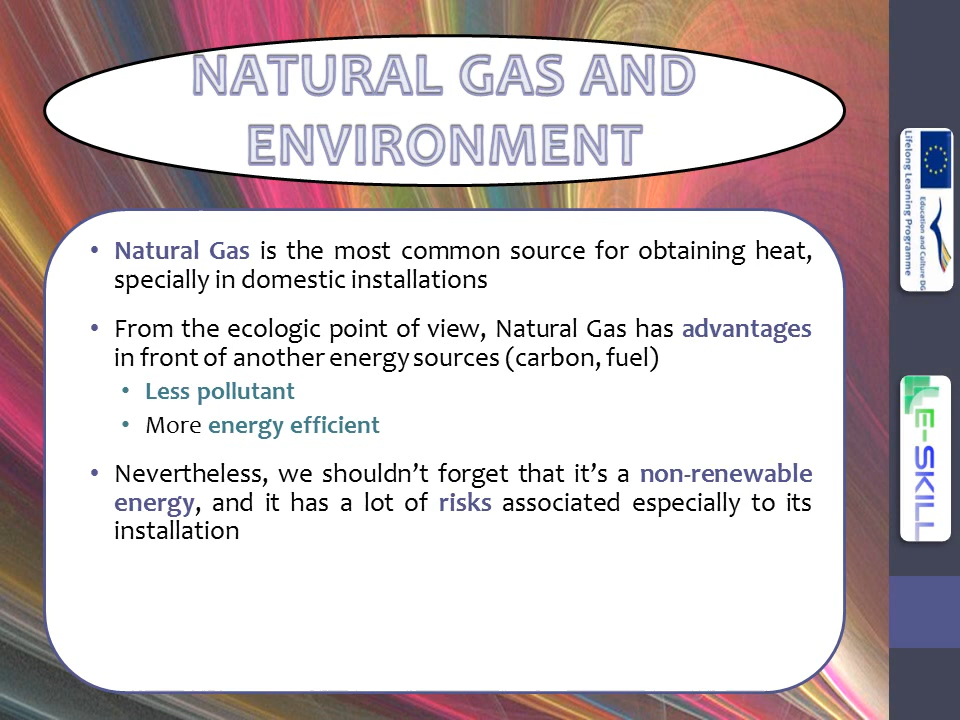 NATURAL GAS AND
ENVIRONMENT
• Natural Gas is the most common source for obtaining heat,
specially in domestic installations
• From the ecologic point of view, Natural Gas has advantages
in front of another energy sources (carbon, fuel)
• Less pollutant
• More energy efficient
• Nevertheless, we shouldn’t forget that it’s a non-renewable
energy, and it has a lot of risks associated especially to its
installation
Education and Culture DG
Lifelong Learning Programme
E-SKILL